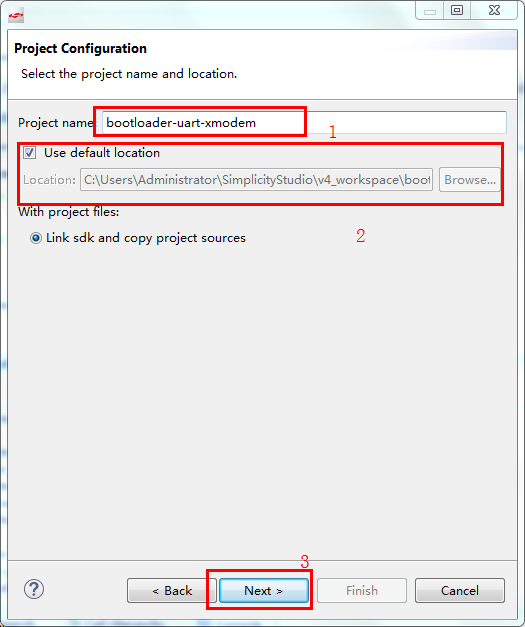 Project Configuration
Select the project name and location.
Project name: bootloader-uart-xmodem
1
Use default location
Location: C:\Users\Administrator\SimplicityStudio\v4_workspace\boot Browse...
With project files:
Link sdk and copy project sources
2
3
? < Back Next > Finish Cancel